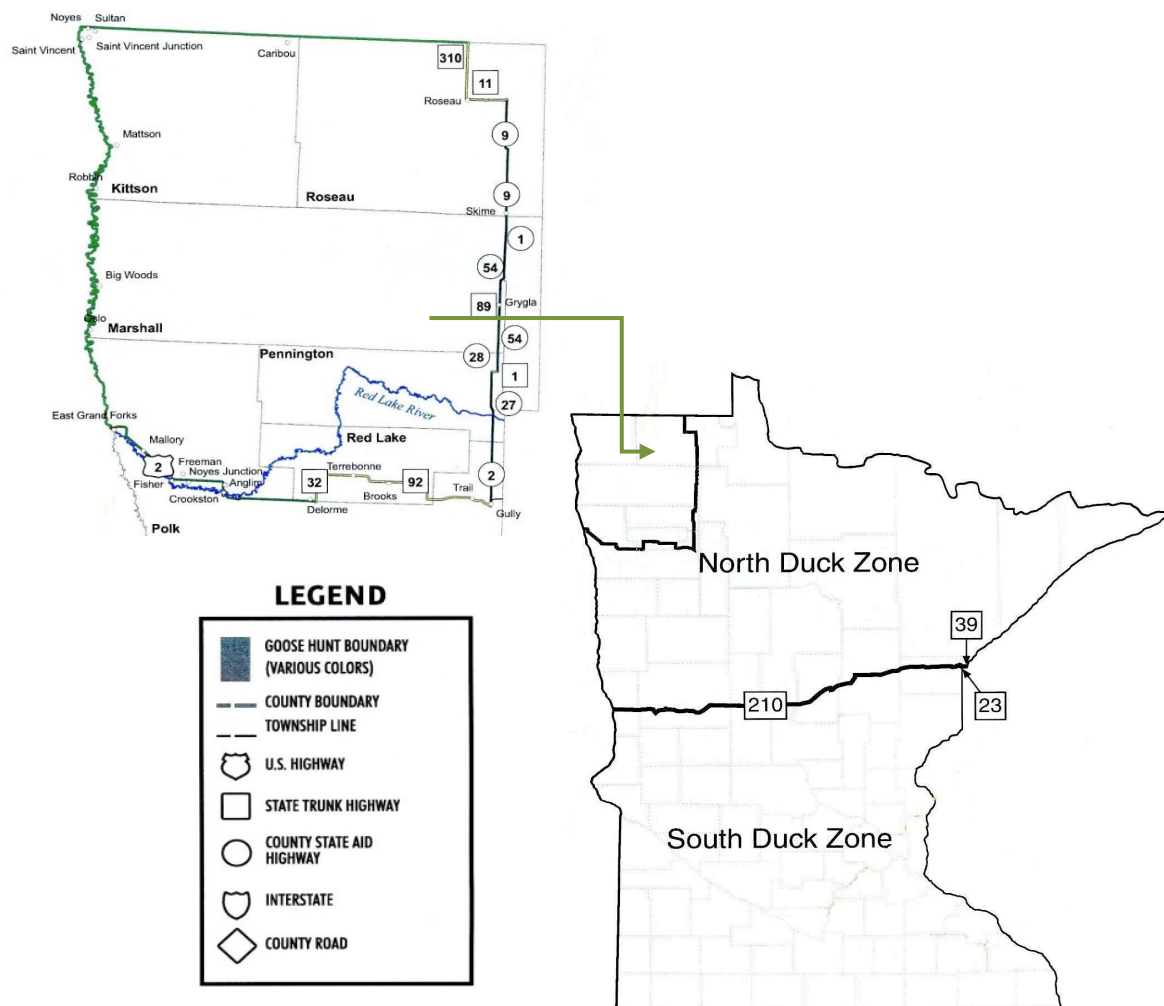 Noyes
Sultan
Saint Vincent
Saint Vincent Junction
Caribou
310
11
Roseau
9
Mattson
Robbin
Kittson
Roseau
9
Skime
1
54
Big Woods
89
Grygla
Oslo
Marshall
54
Pennington
28
1
Red Lake River
27
East Grand Forks
Mallory
Red Lake
2
Freeman
Noyes Junction
Terrebonne
32
92
2
Fisher
Anglim
Brooks
Trail
Crookston
Delorme
Gully
Polk
North Duck Zone
39
210
23
South Duck Zone
LEGEND
GOOSE HUNT BOUNDARY
(VARIOUS COLORS)
COUNTY BOUNDARY
TOWNSHIP LINE
U.S. HIGHWAY
STATE TRUNK HIGHWAY
COUNTY STATE AID
HIGHWAY
INTERSTATE
COUNTY ROAD